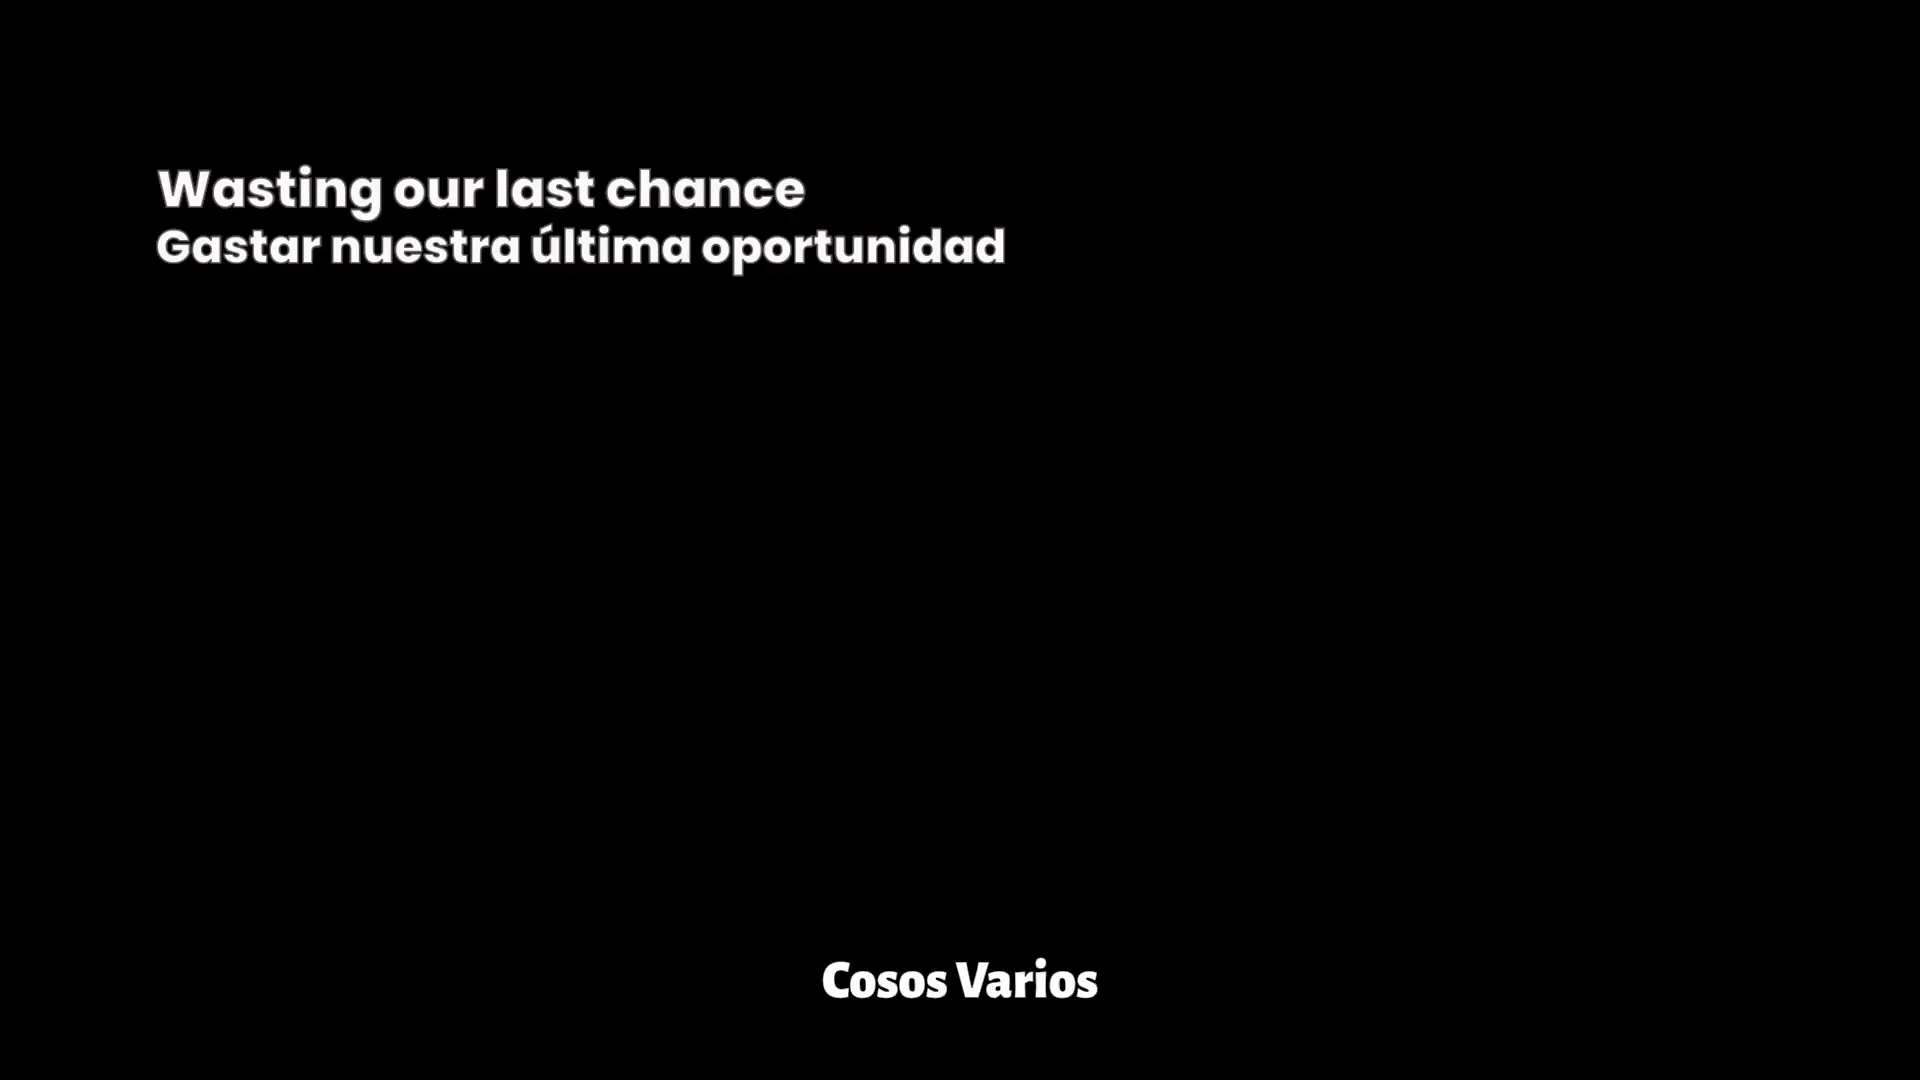 Wasting our last chance
Gastar nuestra última oportunidad
Cosos Varios